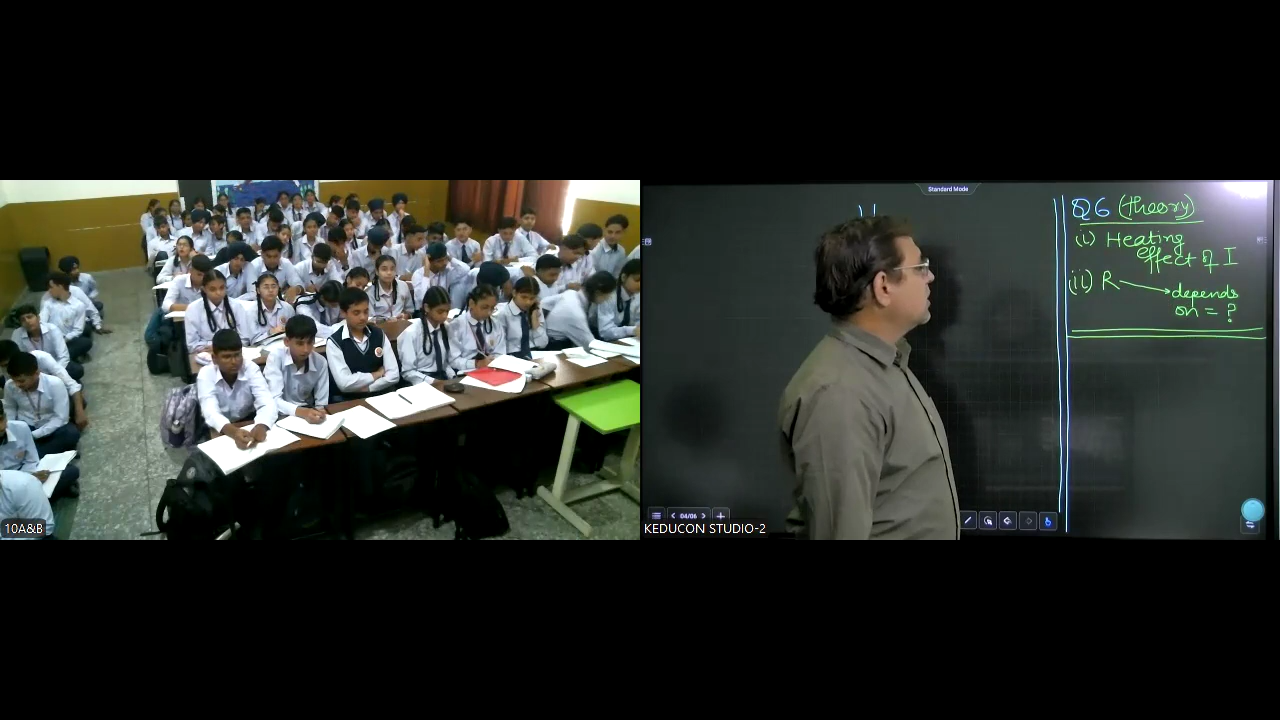 Standard Mode
Q6 (theory)
(i) Heating
effect of I
(ii) R → depends
on = ?
04/06
10A&B
KEDUCON STUDIO-2